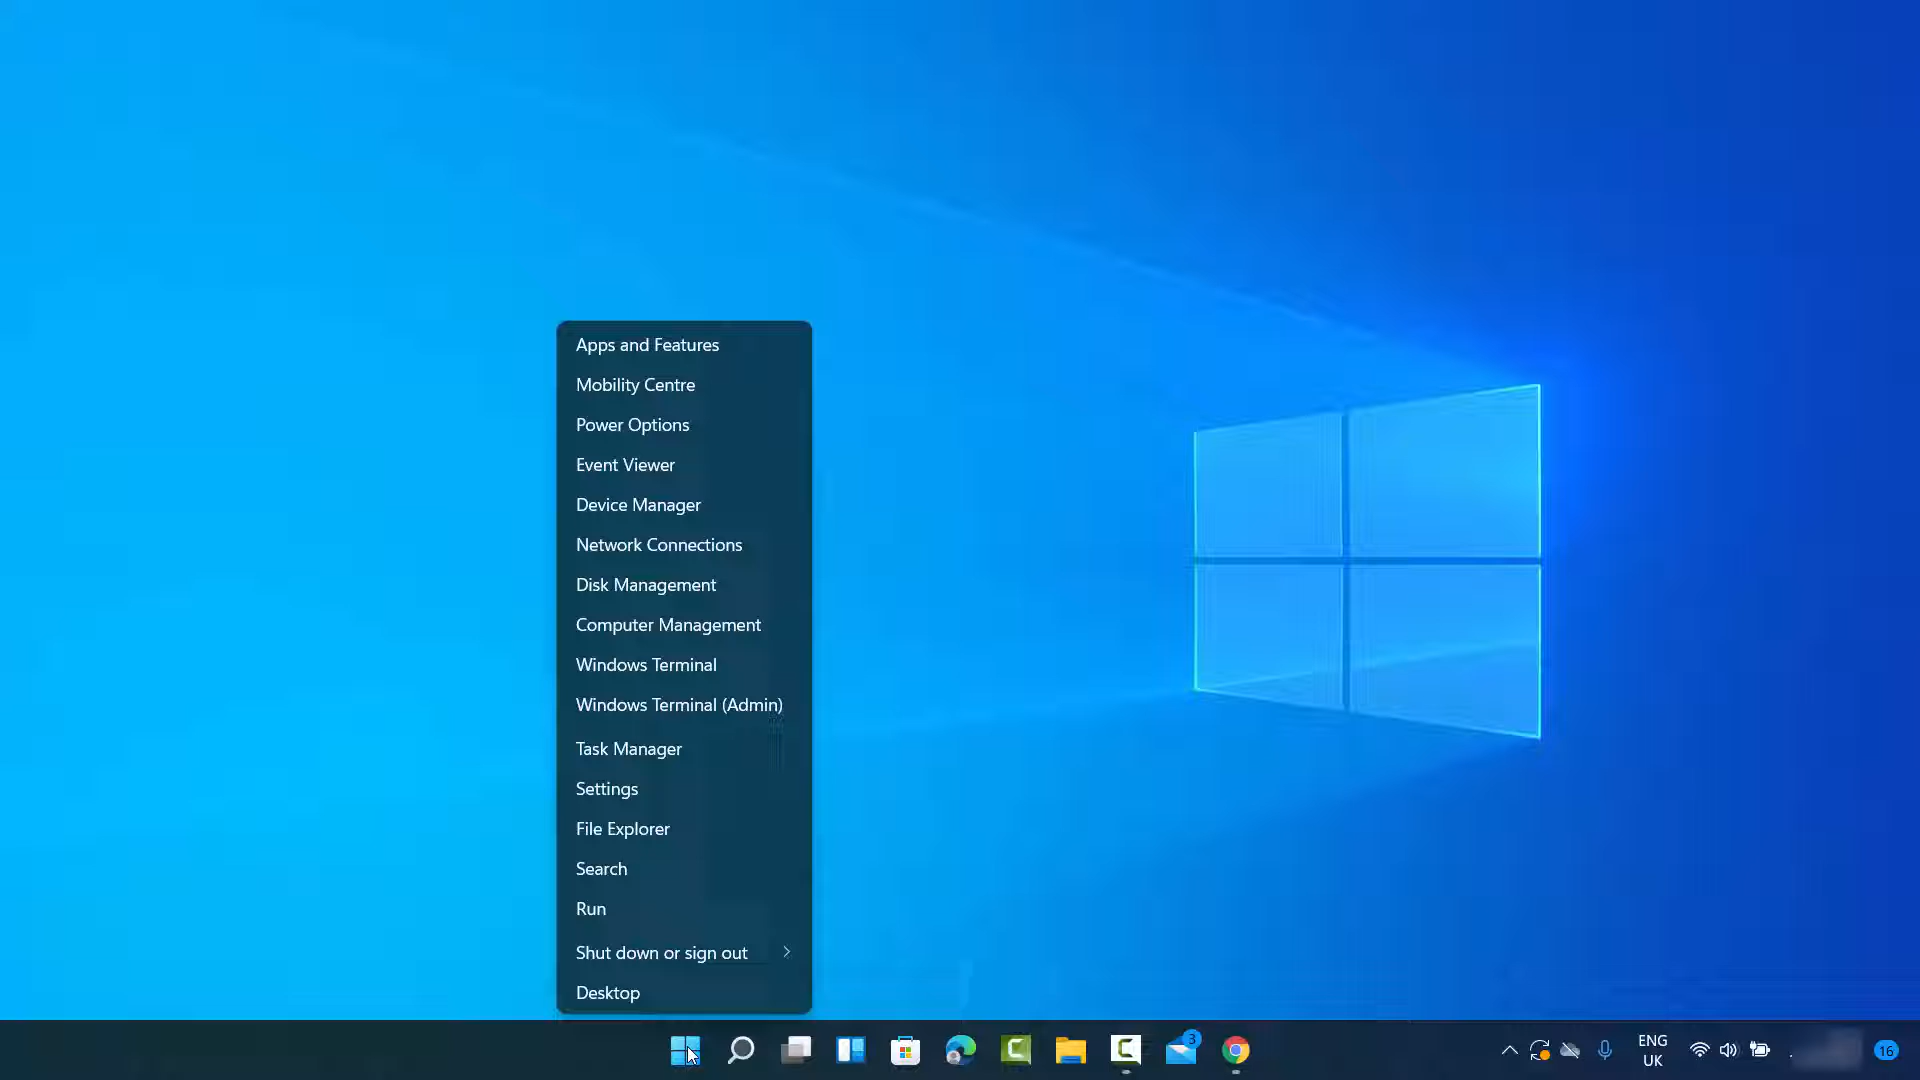 Apps and Features
Mobility Centre
Power Options
Event Viewer
Device Manager
Network Connections
Disk Management
Computer Management
Windows Terminal
Windows Terminal (Admin)
Task Manager
Settings
File Explorer
Search
Run
Shut down or sign out
Desktop
3
ENG
UK
16